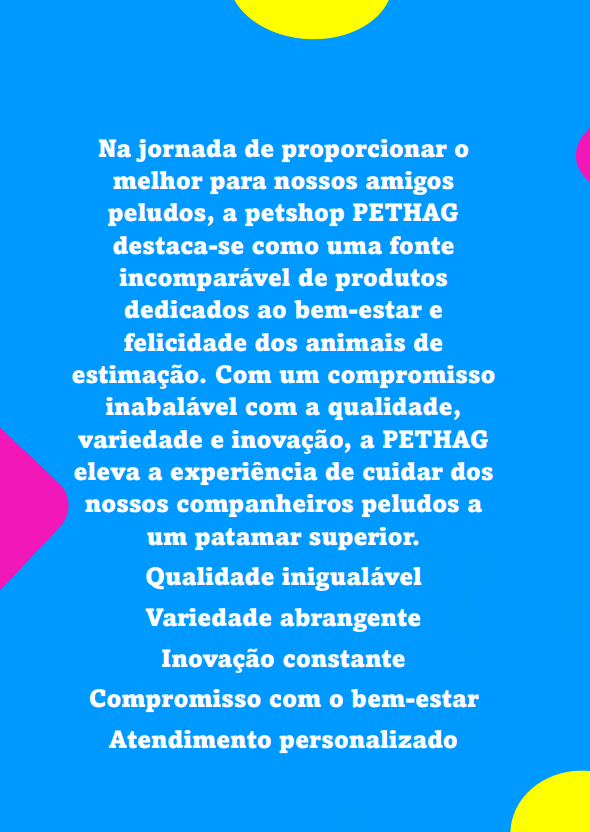 Na jornada de proporcionar o
melhor para nossos amigos
peludos, a petshop PETHAG
destaca-se como uma fonte
incomparável de produtos
dedicados ao bem-estar e
felicidade dos animais de
estimação. Com um compromisso
inabalável com a qualidade,
variedade e inovação, a PETHAG
eleva a experiência de cuidar dos
nossos companheiros peludos a
um patamar superior.
Qualidade inigualável
Variedade abrangente
Inovação constante
Compromisso com o bem-estar
Atendimento personalizado